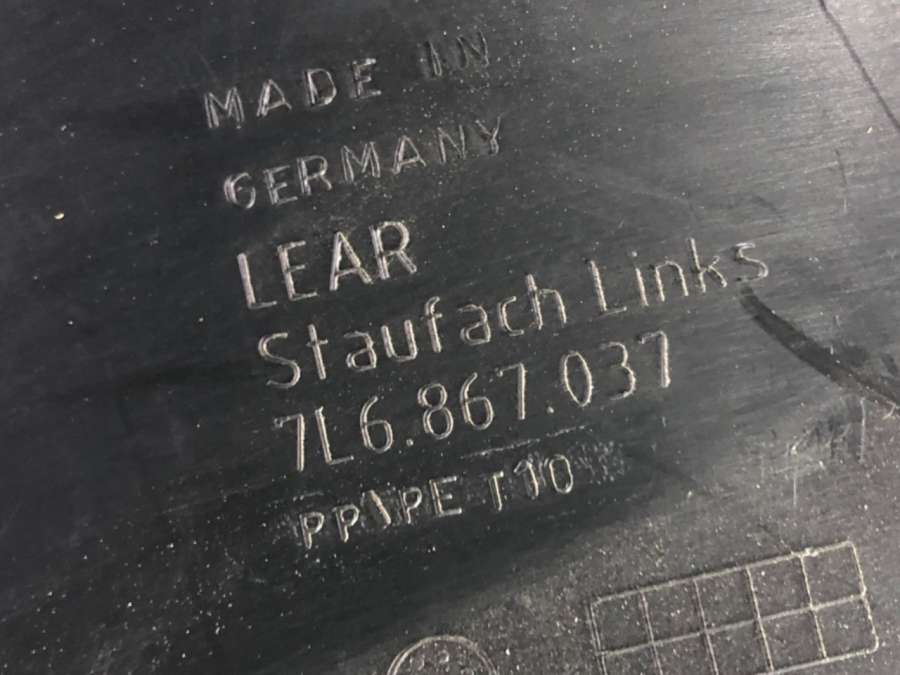 MADE IN
GERMANY
LEAR
Staufach Links
7L6.867.037
PP\PE T10